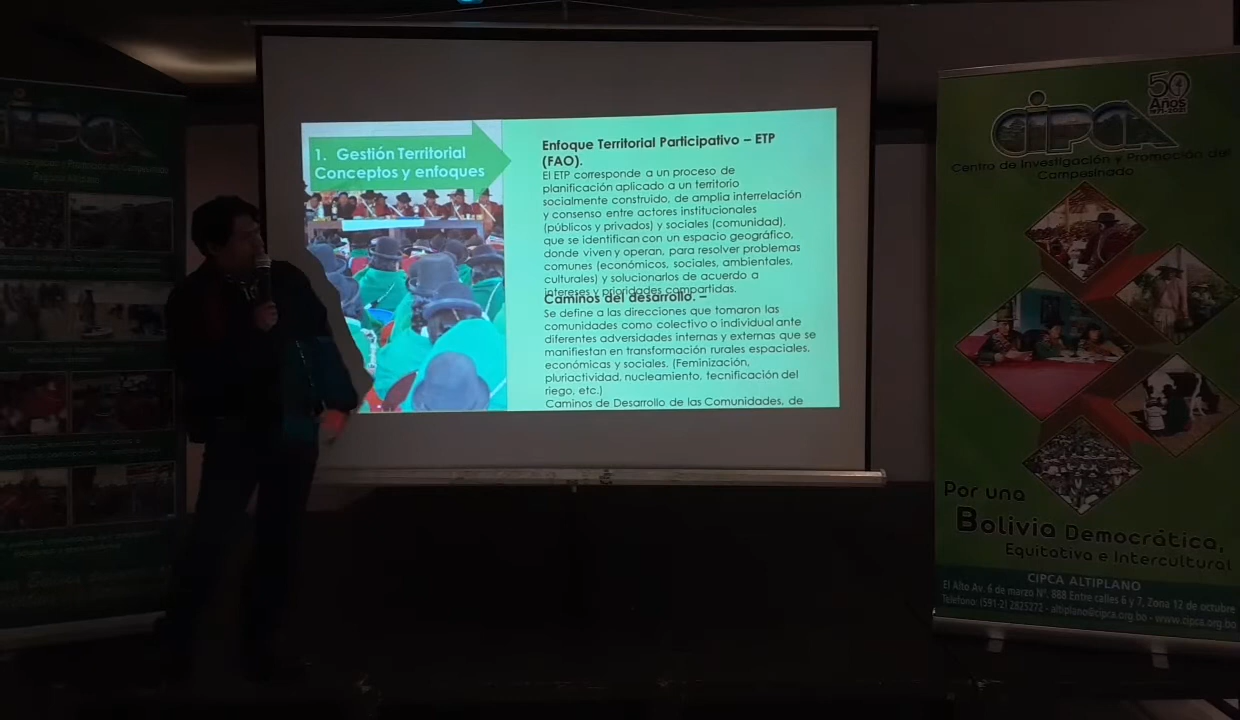 1. Gestión Territorial
Conceptos y enfoques
Enfoque Territorial Participativo – ETP
(FAO).
El ETP corresponde a un proceso de
planificación aplicado a un territorio
socialmente construido, de amplia interrelación
y consenso entre actores institucionales
(públicos y privados) y sociales (comunidad),
que se identifican con un espacio geográfico,
donde viven y operan, para resolver problemas
comunes (económicos, sociales, ambientales,
culturales) y solucionarlos de acuerdo a
intereses y prioridades compartidas.
Caminos del desarrollo. –
Se define a las direcciones que tomaron las
comunidades como colectivo o individual ante
diferentes adversidades internas y externas que se
manifiestan en transformación rurales espaciales,
económicas y sociales. (Feminización,
pluriactividad, nucleamiento, tecnificación del
riego, etc.)
Caminos de Desarrollo de las Comunidades, de
50
Años
CIPCA
Centro de Investigación y Promoción del
Campesinado
Por una
Bolivia Democrática,
Equitativa e Intercultural
CIPCA ALTIPLANO
El Alto Av. 6 de marzo Nº. 888 Entre calles 6 y 7, Zona 12 de octubre
Telefono: (591-2) 2825272 - altiplano@cipca.org.bo - www.cipca.org.bo